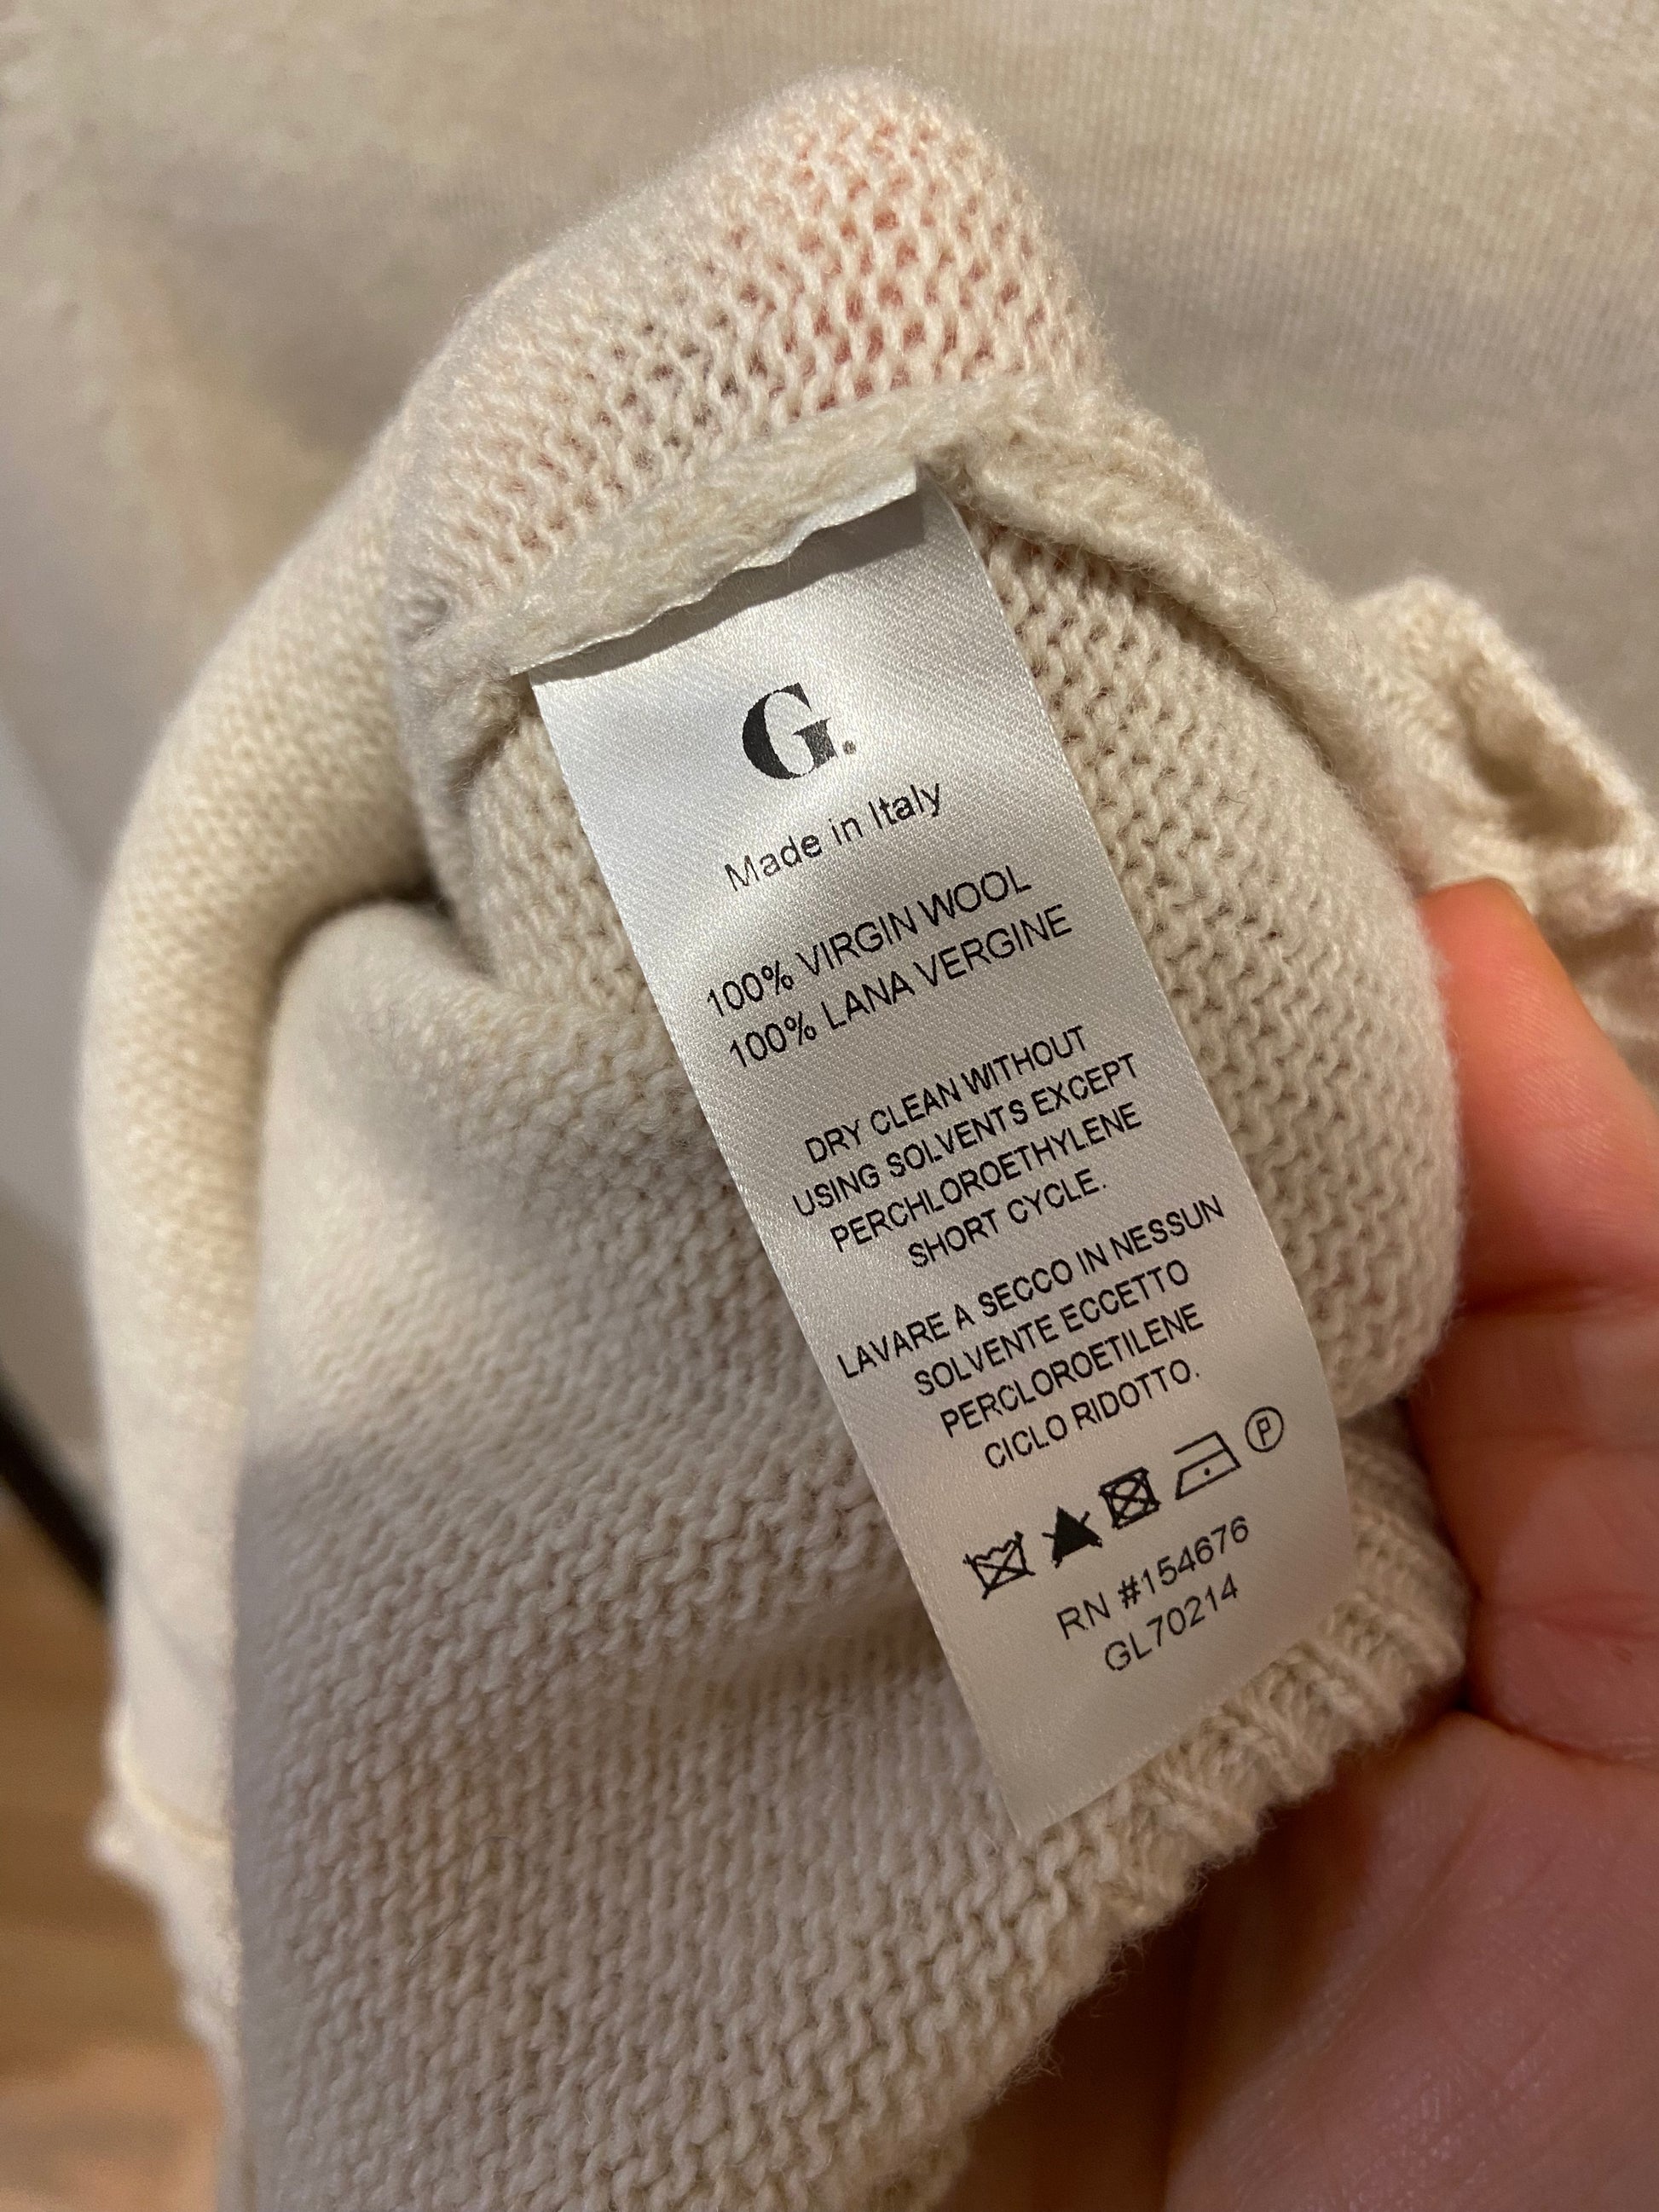 G.
Made in Italy
100% VIRGIN WOOL
100% LANA VERGINE
DRY CLEAN WITHOUT
USING SOLVENTS EXCEPT
PERCHLOROETHYLENE
SHORT CYCLE.
LAVARE A SECCO IN NESSUN
SOLVENTE ECCETTO
PERCLOROETILENE
CICLO RIDOTTO.
P
RN #154676
GL70214